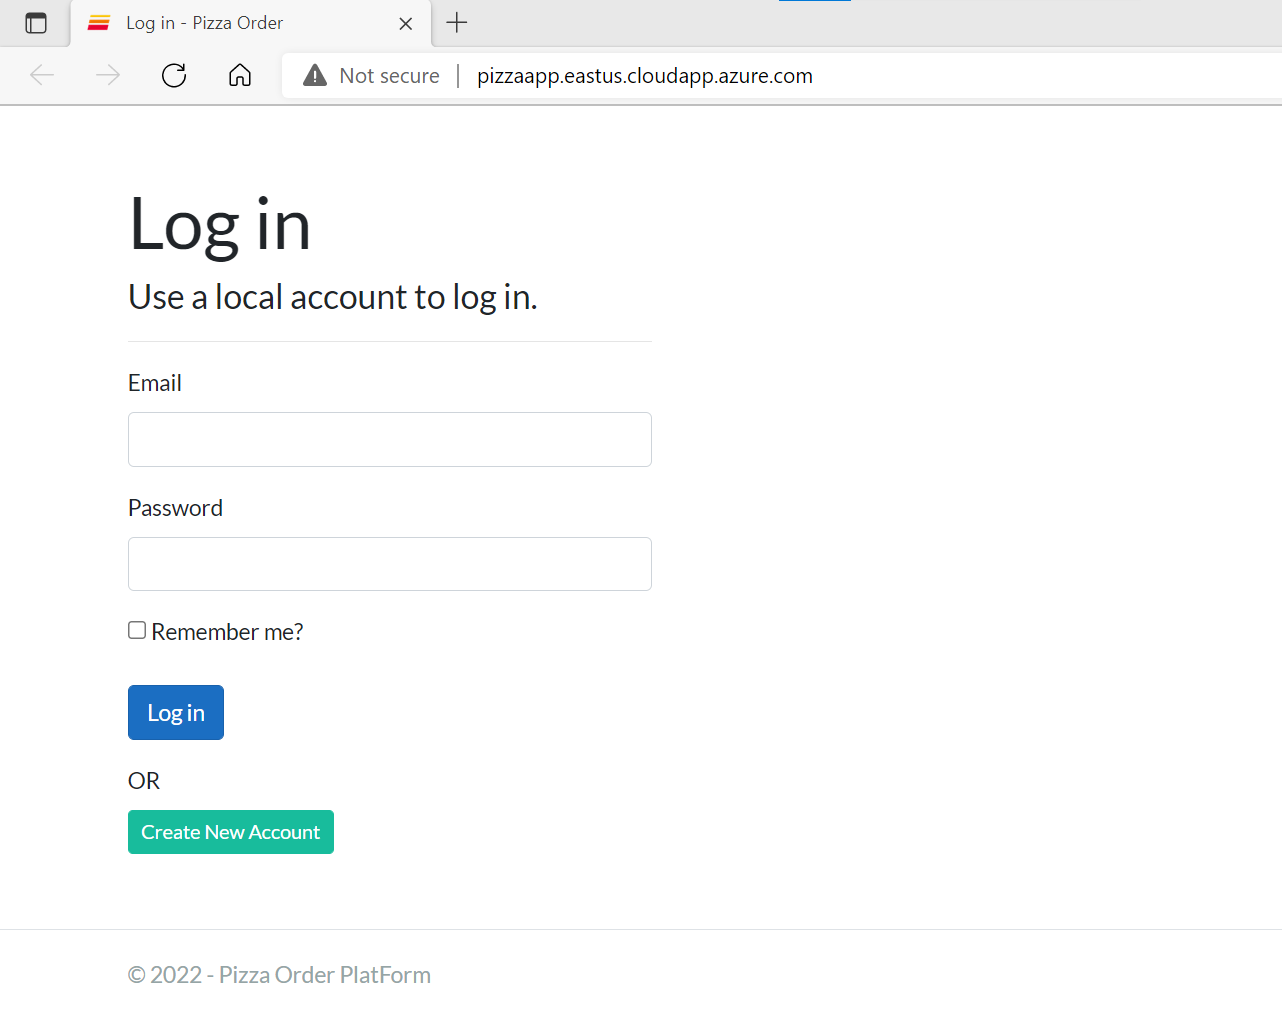 Log in - Pizza Order
Not secure
pizzaapp.eastus.cloudapp.azure.com
Log in
Use a local account to log in.
Email
Password
Remember me?
Log in
OR
Create New Account
© 2022 - Pizza Order PlatForm